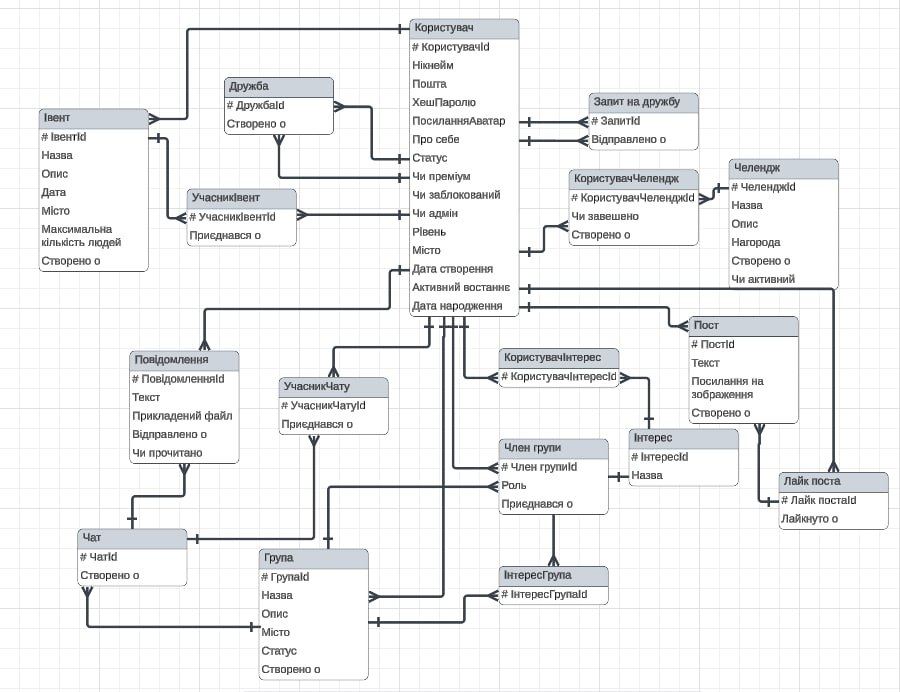 Користувач
# КористувачId
Нікнейм
Пошта
ХешПаролю
ПосиланняАватар
Про себе
Статус
Чи преміум
Чи заблокований
Чи адмін
Рівень
Місто
Дата створення
Активний востаннє
Дата народження
Дружба
# ДружбаId
Створено о
Івент
# ІвентId
Назва
Опис
Дата
Місто
Максимальна
кількість людей
Створено о
УчасникІвент
# УчасникІвентId
Приєднався о
Запит на дружбу
# ЗапитId
Відправлено о
КористувачЧелендж
# КористувачЧеленджId
Чи завешено
Створено о
Челендж
# ЧеленджId
Назва
Опис
Нагорода
Створено о
Чи активний
Пост
# ПостId
Текст
Посилання на
зображення
Створено о
Повідомлення
# ПовідомленняId
Текст
Прикладений файл
Відправлено о
Чи прочитано
УчасникЧату
# УчасникЧатуId
Приєднався о
КористувачІнтерес
# КористувачІнтересId
Інтерес
# ІнтересId
Назва
Член групи
# Член групиId
Роль
Приєднався о
Лайк поста
# Лайк постаId
Лайкнуто о
Чат
# ЧатId
Створено о
Група
# ГрупаId
Назва
Опис
Місто
Статус
Створено о
ІнтересГрупа
# ІнтересГрупаId